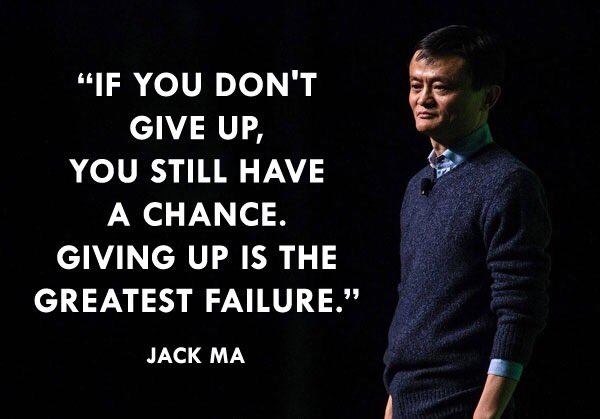 “IF YOU DON'T
GIVE UP,
YOU STILL HAVE
A CHANCE.
GIVING UP IS THE
GREATEST FAILURE.”
JACK MA